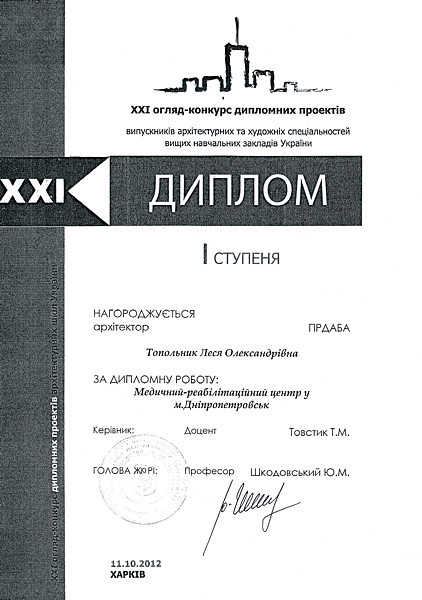 XXI огляд-конкурс дипломних проектів
випускників архітектурних та художніх спеціальностей
вищих навчальних закладів України
XXI
ДИПЛОМ
I СТУПЕНЯ
НАГОРОДЖУЄТЬСЯ
архітектор ПРДАБА
Топольник Леся Олександрівна
ЗА ДИПЛОМНУ РОБОТУ:
Медичний-реабілітаційний центр у
м.Дніпропетровськ
Керівник: Доцент Товстик Т.М.
ГОЛОВА ЖУРІ: Професор Шкодовський Ю.М.
11.10.2012
ХАРКІВ
XXI огляд-конкурс дипломних проектів архітектурних шкіл України